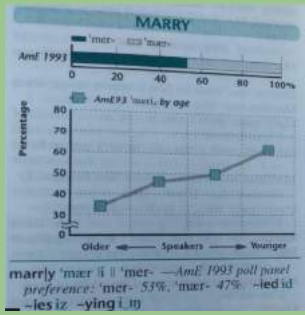 MARRY
ˈmer- ˈmær-
AmE 1993
0 20 40 60 80 100%
AmE93 ˈmeri, by age
Percentage
80
70
60
50
40
30
0
Older Speakers Younger
marr|y ˈmær |i ‖ ˈmer- —AmE 1993 poll panel
preference: ˈmer- 53%, ˈmær- 47%. ~ied id
~ies iz ~ying i ɪŋ